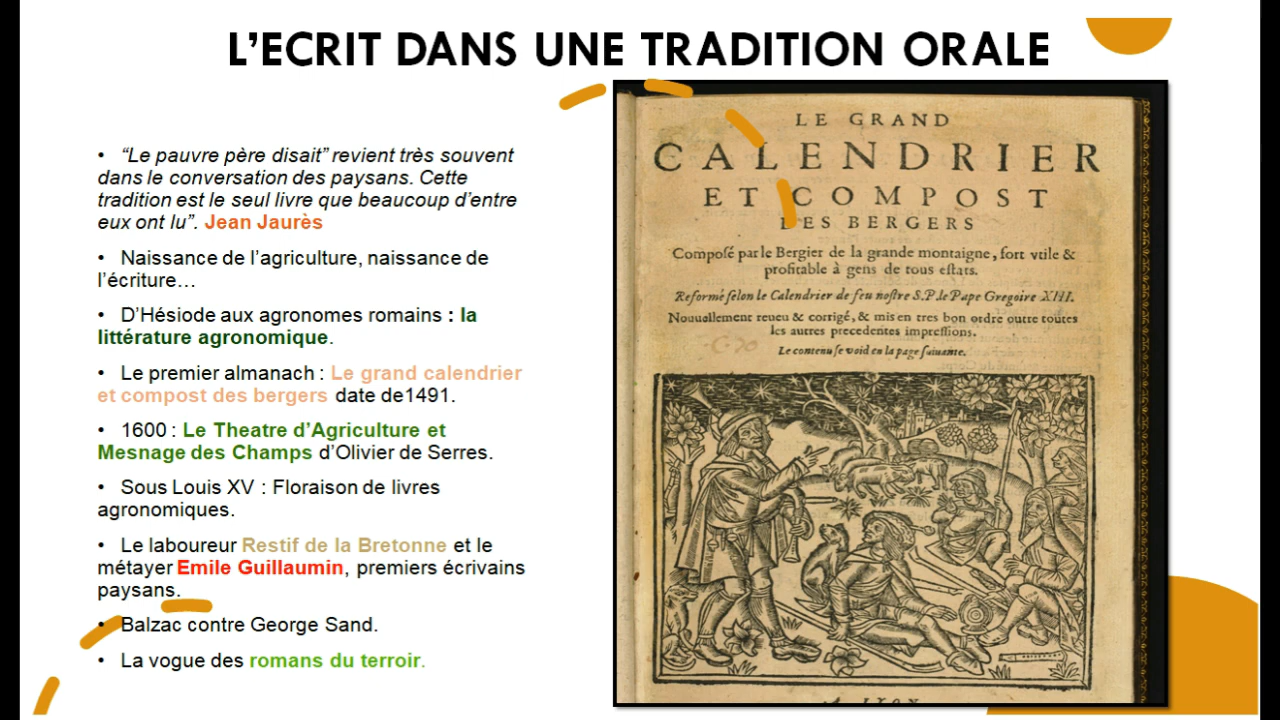 L'ECRIT DANS UNE TRADITION ORALE
• “Le pauvre père disait” revient très souvent
dans le conversation des paysans. Cette
tradition est le seul livre que beaucoup d'entre
eux ont lu”. Jean Jaurès
• Naissance de l'agriculture, naissance de
l'écriture…
• D'Hésiode aux agronomes romains : la
littérature agronomique.
• Le premier almanach : Le grand calendrier
et compost des bergers date de1491.
• 1600 : Le Theatre d'Agriculture et
Mesnage des Champs d'Olivier de Serres.
• Sous Louis XV : Floraison de livres
agronomiques.
• Le laboureur Restif de la Bretonne et le
métayer Emile Guillaumin, premiers écrivains
paysans.
• Balzac contre George Sand.
• La vogue des romans du terroir.
LE GRAND
CALENDRIER
ET COMPOST
DES BERGERS
Composé par le Bergier de la grande montaigne, fort vtile &
profitable à gens de tous estats.
Reformé selon le Calendrier de feu nostre S.P. le Pape Gregoire XIII.
Nouuellement reueu & corrigé, & mis en tres bon ordre outre toutes
les autres precedentes impressions.
Le contenu se void en la page suiuante.